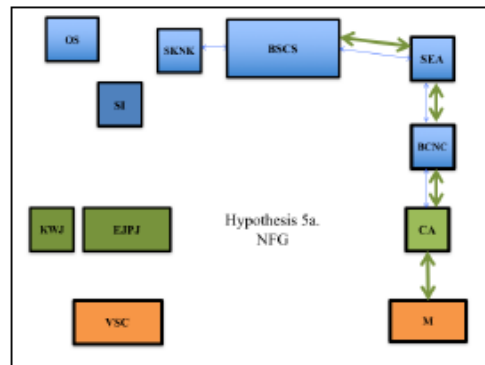 OS
SKNK
BSCS
SEA
SI
BCNC
KWJ
EJPJ
Hypothesis 5a.
NFG
CA
VSC
M